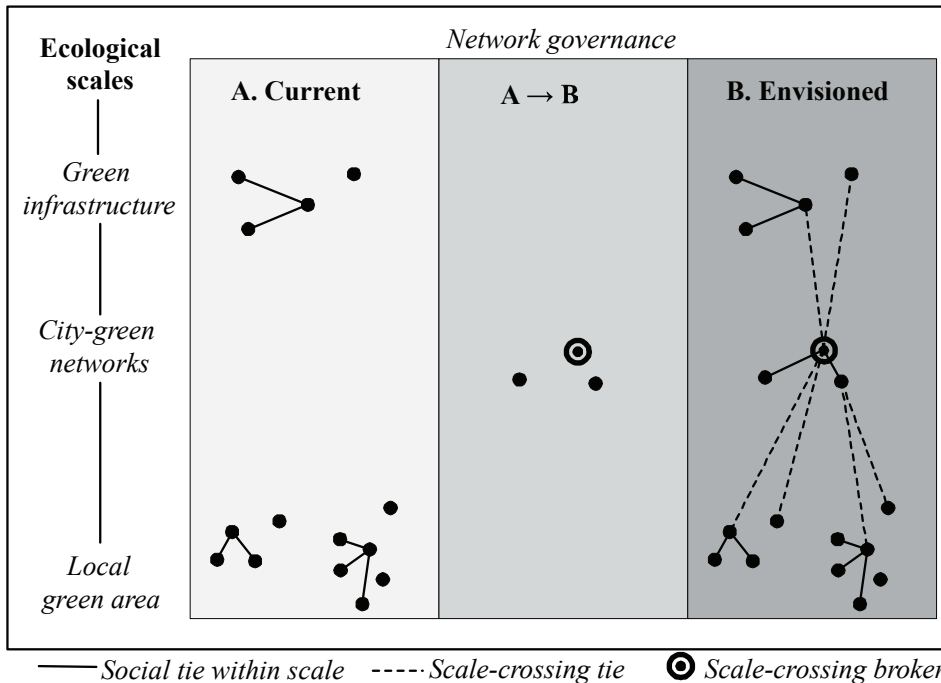 Ecological
scales
Network governance
A. Current
A → B
B. Envisioned
Green
infrastructure
City-green
networks
Local
green area
Social tie within scale
Scale-crossing tie
Scale-crossing broker